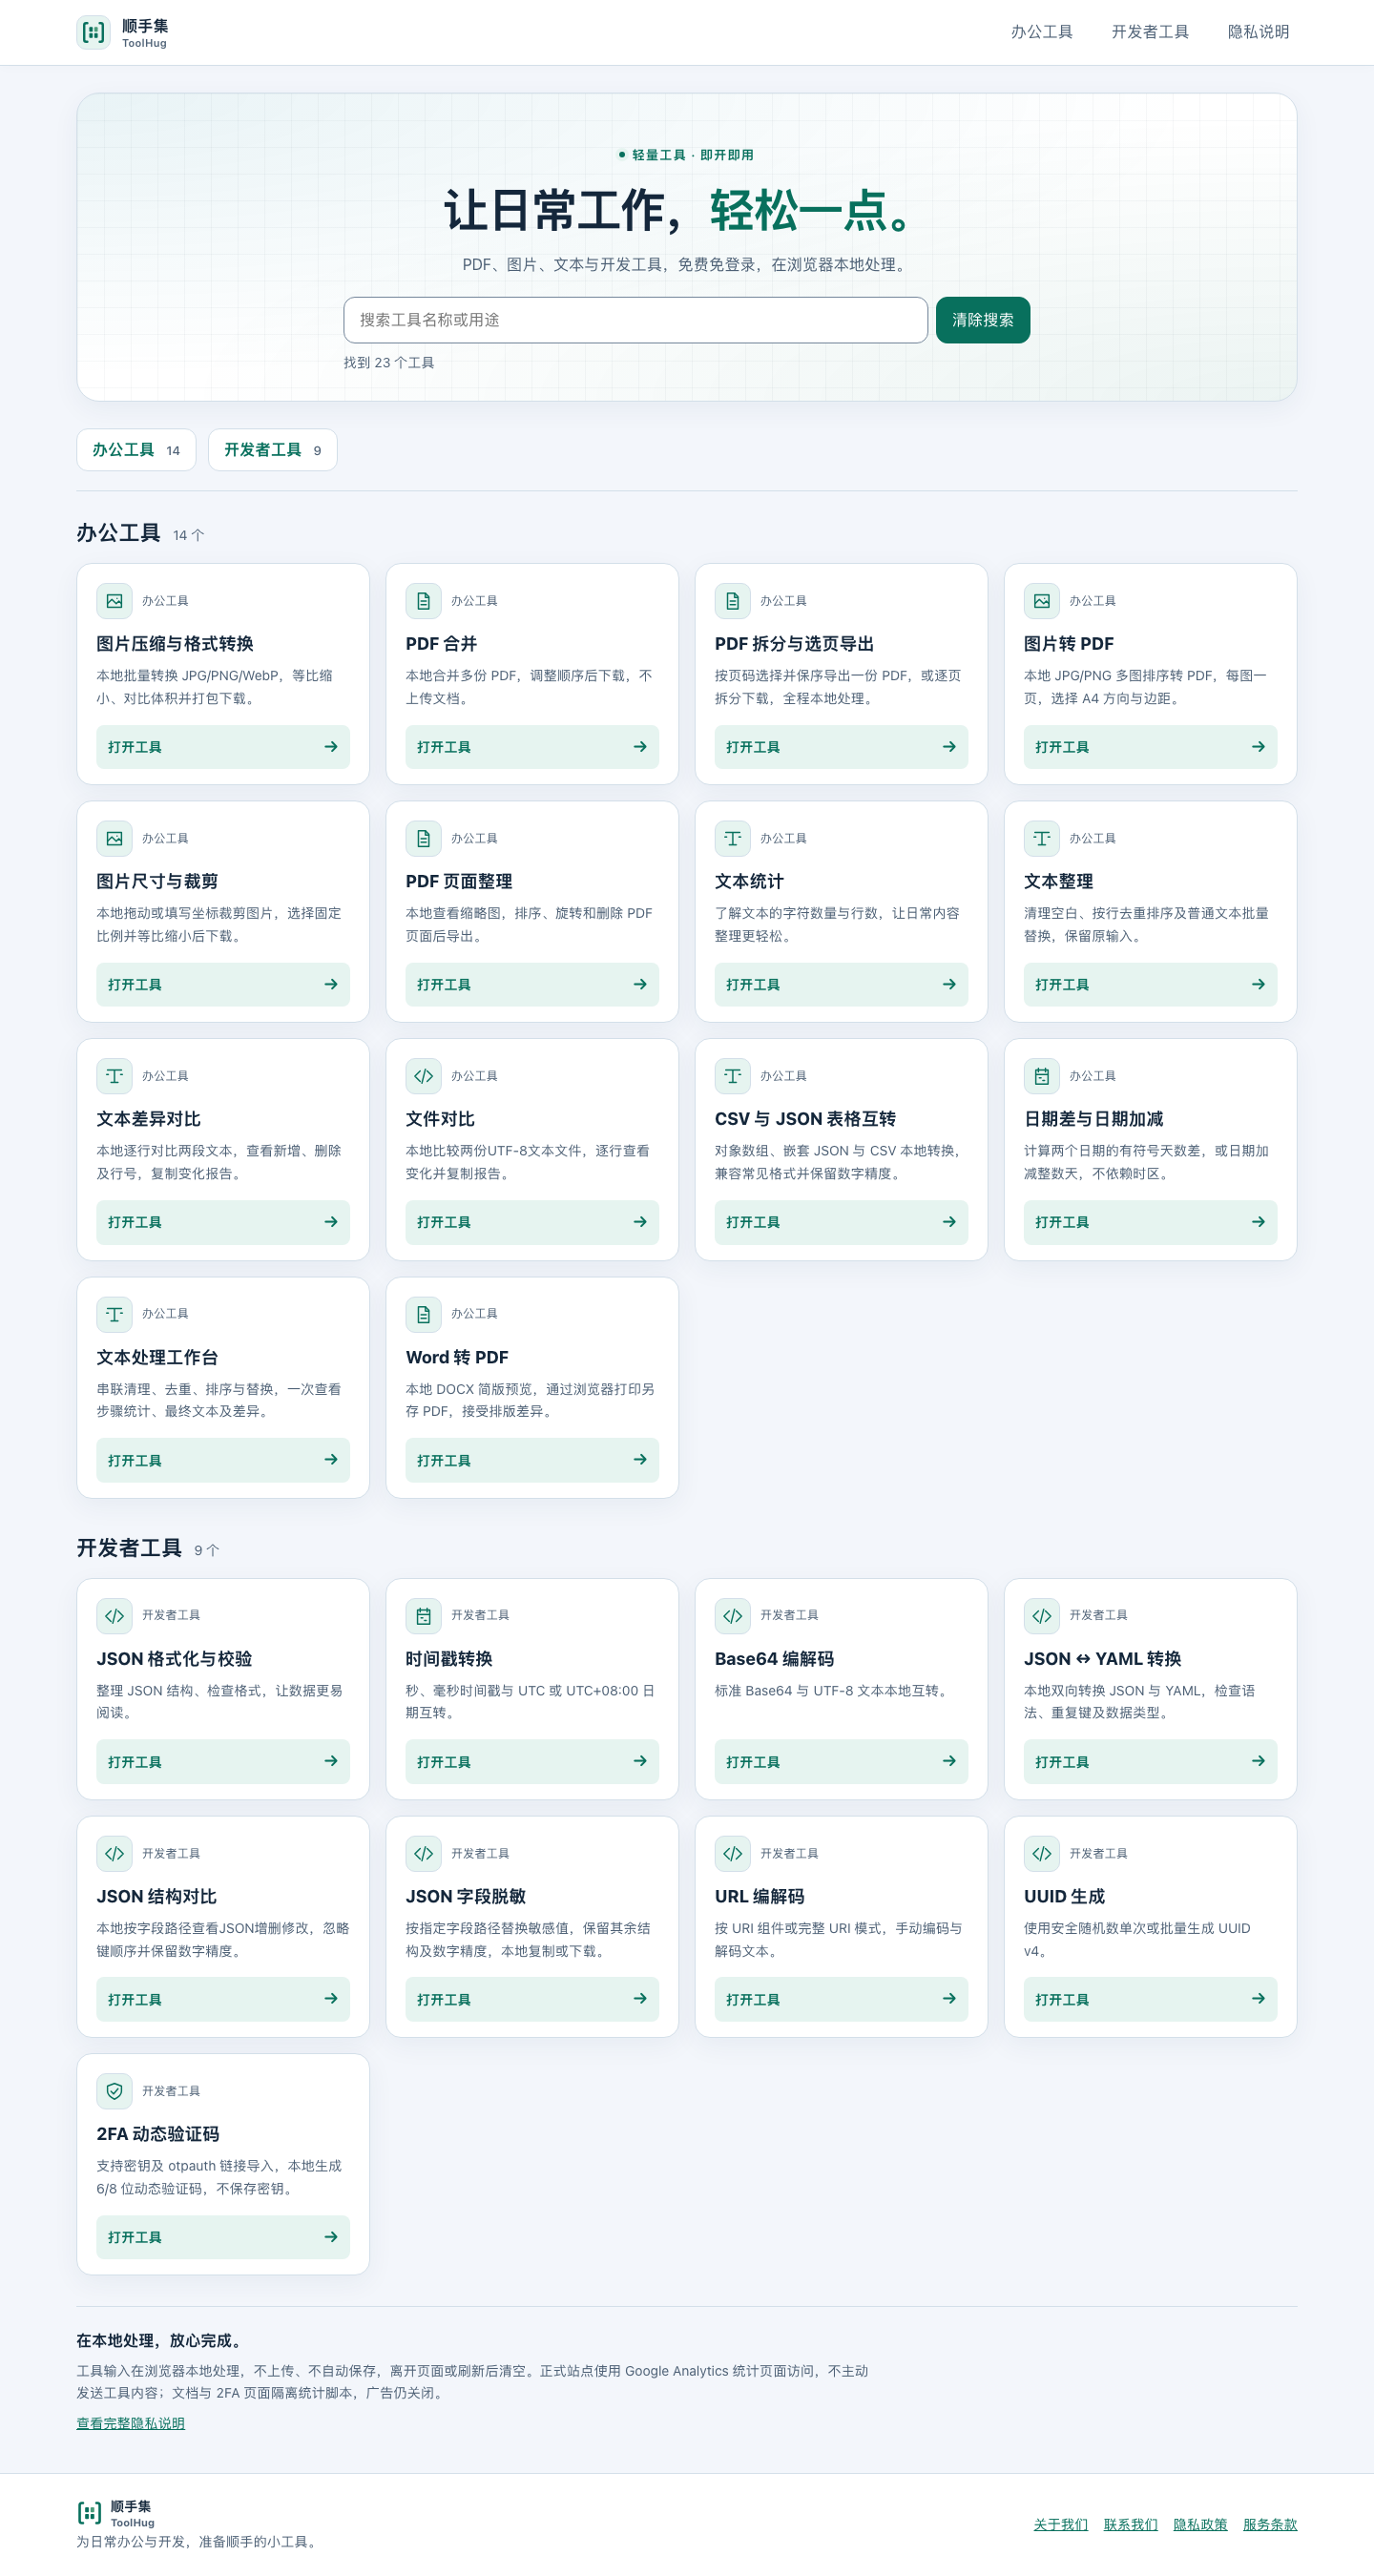 顺手集
ToolHug
办公工具
开发者工具
隐私说明
轻量工具 · 即开即用
让日常工作，轻松一点。
PDF、图片、文本与开发工具，免费免登录，在浏览器本地处理。
搜索工具名称或用途
清除搜索
找到 23 个工具
办公工具 14
开发者工具 9
办公工具 14 个
办公工具
图片压缩与格式转换
本地批量转换 JPG/PNG/WebP，等比缩
小、对比体积并打包下载。
打开工具 →
办公工具
PDF 合并
本地合并多份 PDF，调整顺序后下载，不
上传文档。
打开工具 →
办公工具
PDF 拆分与选页导出
按页码选择并保序导出一份 PDF，或逐页
拆分下载，全程本地处理。
打开工具 →
办公工具
图片转 PDF
本地 JPG/PNG 多图排序转 PDF，每图一
页，选择 A4 方向与边距。
打开工具 →
办公工具
图片尺寸与裁剪
本地拖动或填写坐标裁剪图片，选择固定
比例并等比缩小后下载。
打开工具 →
办公工具
PDF 页面整理
本地查看缩略图，排序、旋转和删除 PDF
页面后导出。
打开工具 →
办公工具
文本统计
了解文本的字符数量与行数，让日常内容
整理更轻松。
打开工具 →
办公工具
文本整理
清理空白、按行去重排序及普通文本批量
替换，保留原输入。
打开工具 →
办公工具
文本差异对比
本地逐行对比两段文本，查看新增、删除
及行号，复制变化报告。
打开工具 →
办公工具
文件对比
本地比较两份UTF-8文本文件，逐行查看
变化并复制报告。
打开工具 →
办公工具
CSV 与 JSON 表格互转
对象数组、嵌套 JSON 与 CSV 本地转换，
兼容常见格式并保留数字精度。
打开工具 →
办公工具
日期差与日期加减
计算两个日期的有符号天数差，或日期加
减整数天，不依赖时区。
打开工具 →
办公工具
文本处理工作台
串联清理、去重、排序与替换，一次查看
步骤统计、最终文本及差异。
打开工具 →
办公工具
Word 转 PDF
本地 DOCX 简版预览，通过浏览器打印另
存 PDF，接受排版差异。
打开工具 →
开发者工具 9 个
开发者工具
JSON 格式化与校验
整理 JSON 结构、检查格式，让数据更易
阅读。
打开工具 →
开发者工具
时间戳转换
秒、毫秒时间戳与 UTC 或 UTC+08:00 日
期互转。
打开工具 →
开发者工具
Base64 编解码
标准 Base64 与 UTF-8 文本本地互转。
打开工具 →
开发者工具
JSON ↔ YAML 转换
本地双向转换 JSON 与 YAML，检查语
法、重复键及数据类型。
打开工具 →
开发者工具
JSON 结构对比
本地按字段路径查看JSON增删修改，忽略
键顺序并保留数字精度。
打开工具 →
开发者工具
JSON 字段脱敏
按指定字段路径替换敏感值，保留其余结
构及数字精度，本地复制或下载。
打开工具 →
开发者工具
URL 编解码
按 URI 组件或完整 URI 模式，手动编码与
解码文本。
打开工具 →
开发者工具
UUID 生成
使用安全随机数单次或批量生成 UUID
v4。
打开工具 →
开发者工具
2FA 动态验证码
支持密钥及 otpauth 链接导入，本地生成
6/8 位动态验证码，不保存密钥。
打开工具 →
在本地处理，放心完成。
工具输入在浏览器本地处理，不上传、不自动保存，离开页面或刷新后清空。正式站点使用 Google Analytics 统计页面访问，不主动
发送工具内容；文档与 2FA 页面隔离统计脚本，广告仍关闭。
查看完整隐私说明
顺手集
ToolHug
为日常办公与开发，准备顺手的小工具。
关于我们
联系我们
隐私政策
服务条款